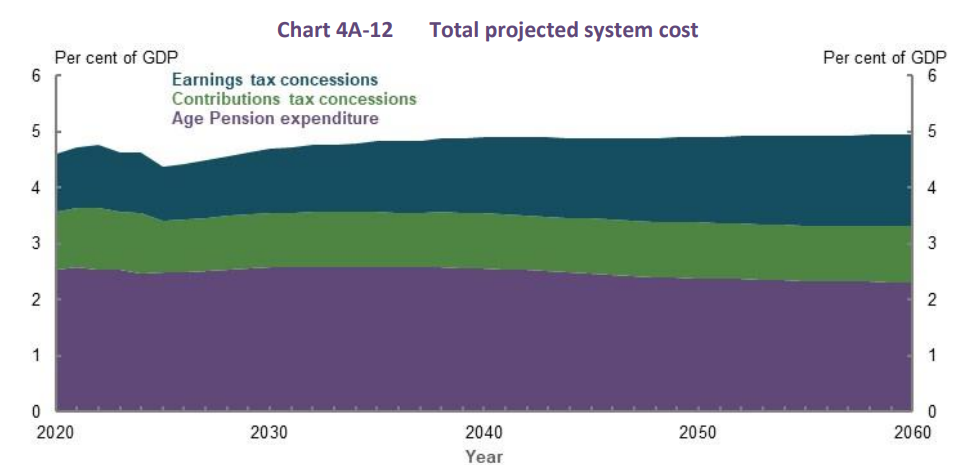 Chart 4A-12 Total projected system cost
Per cent of GDP Per cent of GDP
6 6
Earnings tax concessions
Contributions tax concessions
Age Pension expenditure
5 5
4 4
3 3
2 2
1 1
0 0
2020 2030 2040 2050 2060
Year